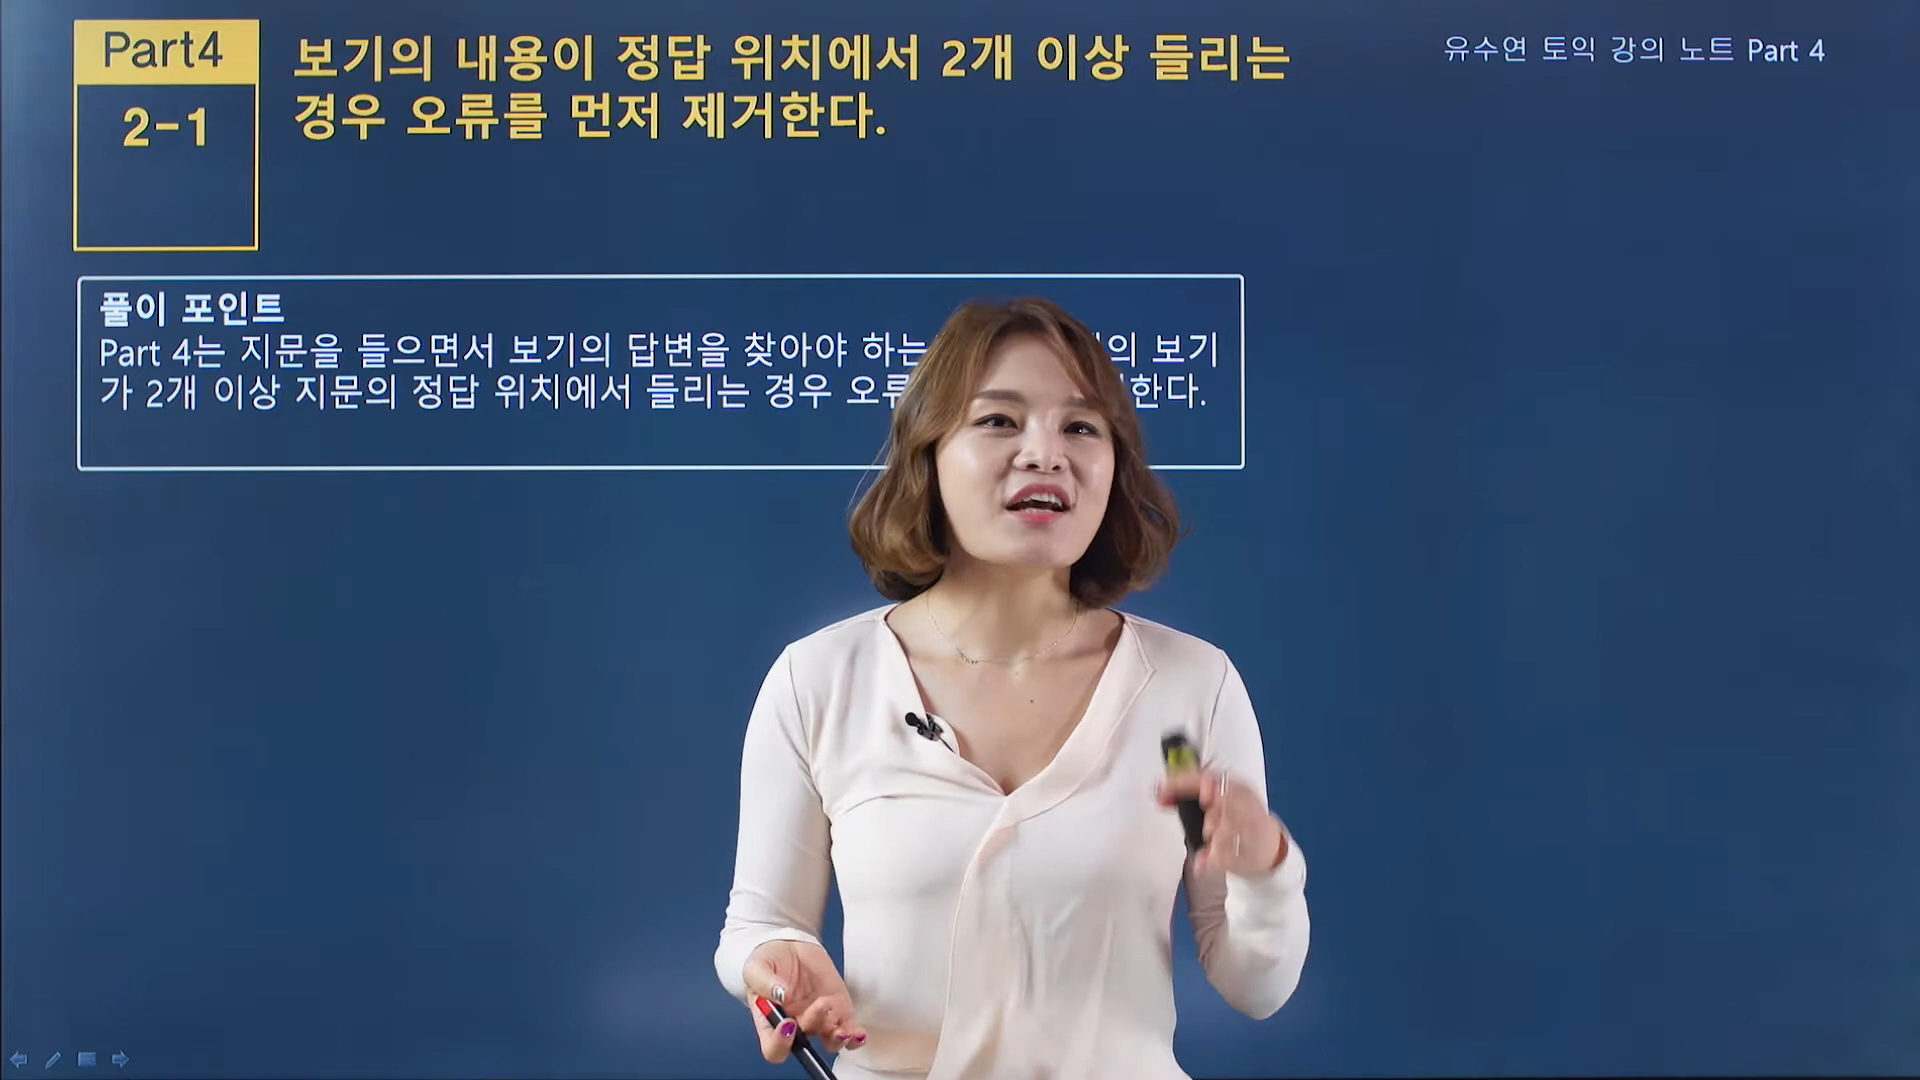 Part4
2-1
보기의 내용이 정답 위치에서 2개 이상 들리는
경우 오류를 먼저 제거한다.
유수연 토익 강의 노트 Part 4
풀이 포인트
Part 4는 지문을 들으면서 보기의 답변을 찾아야 하는 의 보기
가 2개 이상 지문의 정답 위치에서 들리는 경우 오류 한다.